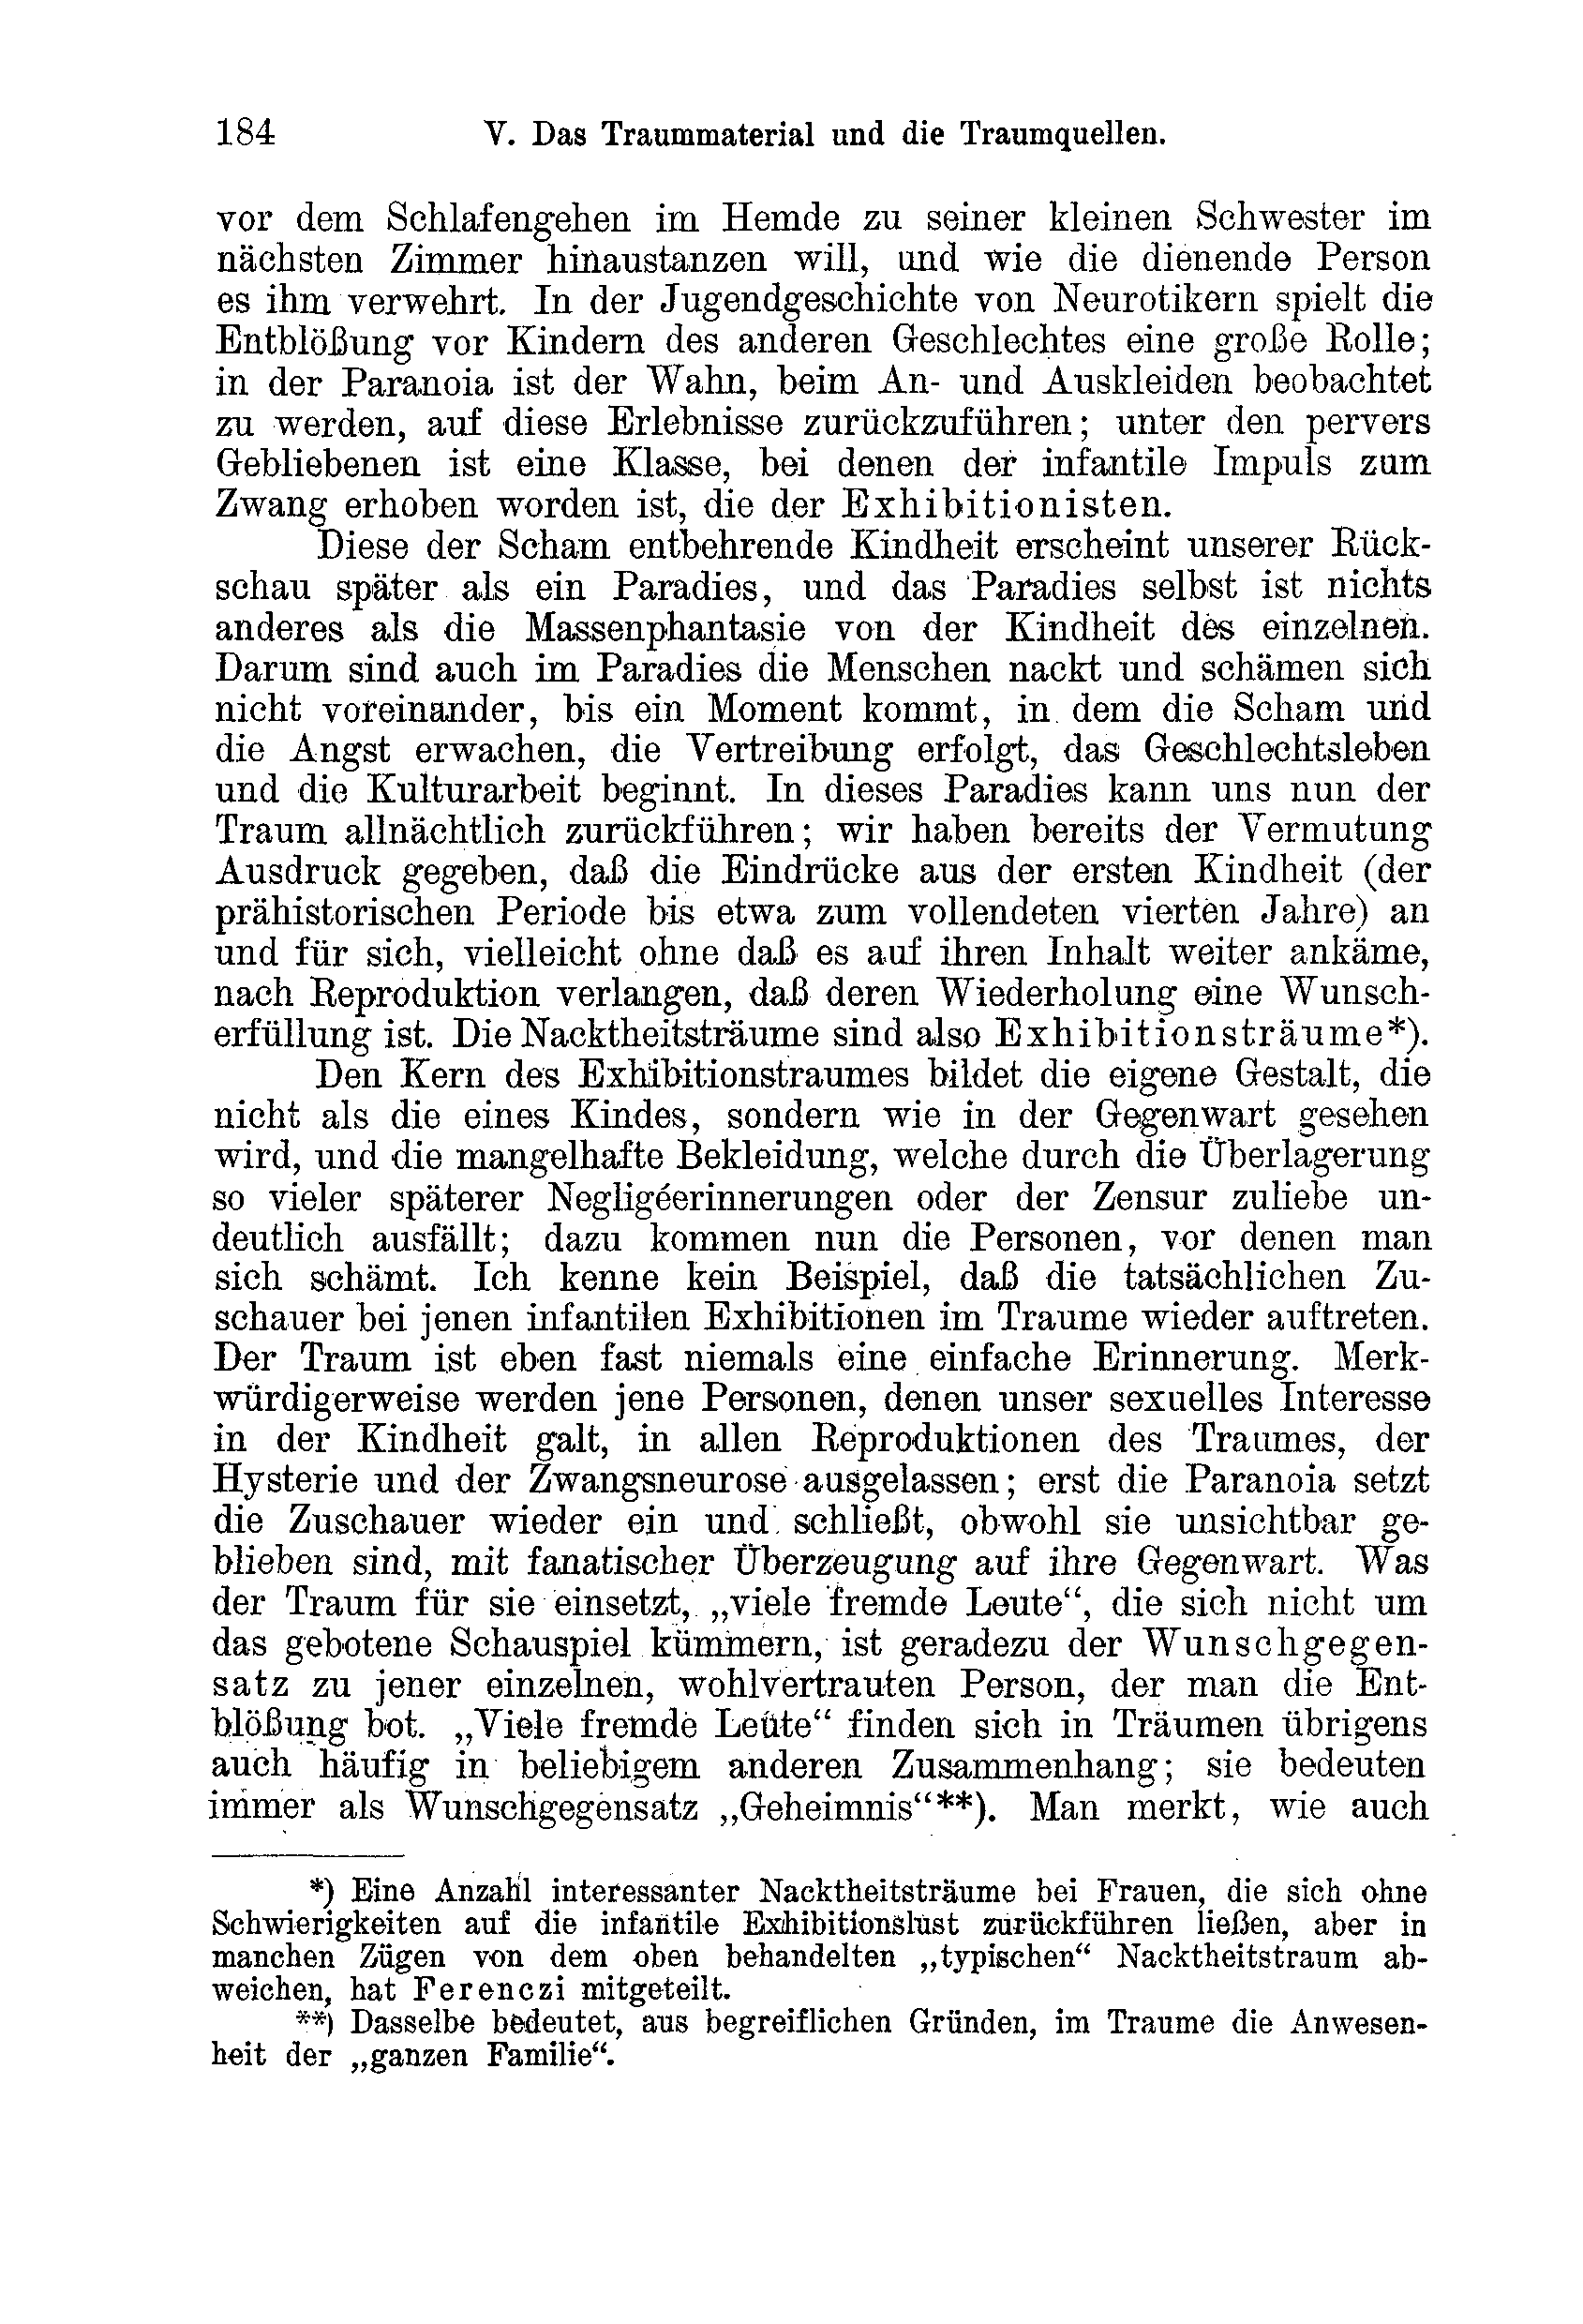 184 V. Das Traummaterial und die Traumquellen.
vor dem Schlafengehen im Hemde zu seiner kleinen Schwester im
nächsten Zimmer hinaustanzen will, und wie die dienende Person
es ihm verwehrt. In der Jugendgeschichte von Neurotikern spielt die
Entblößung vor Kindern des anderen Geschlechtes eine große Rolle;
in der Paranoia ist der Wahn, beim An- und Auskleiden beobachtet
zu werden, auf diese Erlebnisse zurückzuführen; unter den pervers
Gebliebenen ist eine Klasse, bei denen der infantile Impuls zum
Zwang erhoben worden ist, die der Exhibitionisten.
Diese der Scham entbehrende Kindheit erscheint unserer Rück-
schau später als ein Paradies, und das Paradies selbst ist nichts
anderes als die Massenphantasie von der Kindheit des einzelnen.
Darum sind auch im Paradies die Menschen nackt und schämen sich
nicht voreinander, bis ein Moment kommt, in dem die Scham und
die Angst erwachen, die Vertreibung erfolgt, das Geschlechtsleben
und die Kulturarbeit beginnt. In dieses Paradies kann uns nun der
Traum allnächtlich zurückführen; wir haben bereits der Vermutung
Ausdruck gegeben, daß die Eindrücke aus der ersten Kindheit (der
prähistorischen Periode bis etwa zum vollendeten vierten Jahre) an
und für sich, vielleicht ohne daß es auf ihren Inhalt weiter ankäme,
nach Reproduktion verlangen, daß deren Wiederholung eine Wunsch-
erfüllung ist. Die Nacktheitsträume sind also Exhibitionsträume*).
Den Kern des Exhibitionstraumes bildet die eigene Gestalt, die
nicht als die eines Kindes, sondern wie in der Gegenwart gesehen
wird, und die mangelhafte Bekleidung, welche durch die Überlagerung
so vieler späterer Negligéerinnerungen oder der Zensur zuliebe un-
deutlich ausfällt; dazu kommen nun die Personen, vor denen man
sich schämt. Ich kenne kein Beispiel, daß die tatsächlichen Zu-
schauer bei jenen infantilen Exhibitionen im Traume wieder auftreten.
Der Traum ist eben fast niemals eine einfache Erinnerung. Merk-
würdigerweise werden jene Personen, denen unser sexuelles Interesse
in der Kindheit galt, in allen Reproduktionen des Traumes, der
Hysterie und der Zwangsneurose ausgelassen; erst die Paranoia setzt
die Zuschauer wieder ein und schließt, obwohl sie unsichtbar ge-
blieben sind, mit fanatischer Überzeugung auf ihre Gegenwart. Was
der Traum für sie einsetzt, „viele fremde Leute“, die sich nicht um
das gebotene Schauspiel kümmern, ist geradezu der Wunschgegen-
satz zu jener einzelnen, wohlvertrauten Person, der man die Ent-
blößung bot. „Viele fremde Leute“ finden sich in Träumen übrigens
auch häufig in beliebigem anderen Zusammenhang; sie bedeuten
immer als Wunschgegensatz „Geheimnis“**). Man merkt, wie auch
*) Eine Anzahl interessanter Nacktheitsträume bei Frauen, die sich ohne
Schwierigkeiten auf die infantile Exhibitionslust zurückführen ließen, aber in
manchen Zügen von dem oben behandelten „typischen“ Nacktheitstraum ab-
weichen, hat Ferenczi mitgeteilt.
**) Dasselbe bedeutet, aus begreiflichen Gründen, im Traume die Anwesen-
heit der „ganzen Familie“.